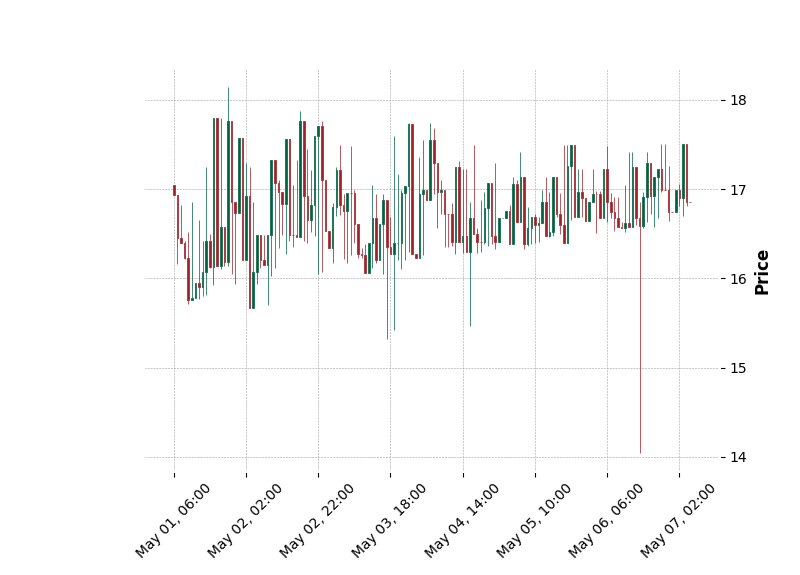 18
17
16
15
14
Price
May 01, 06:00
May 02, 02:00
May 02, 22:00
May 03, 18:00
May 04, 14:00
May 05, 10:00
May 06, 06:00
May 07, 02:00